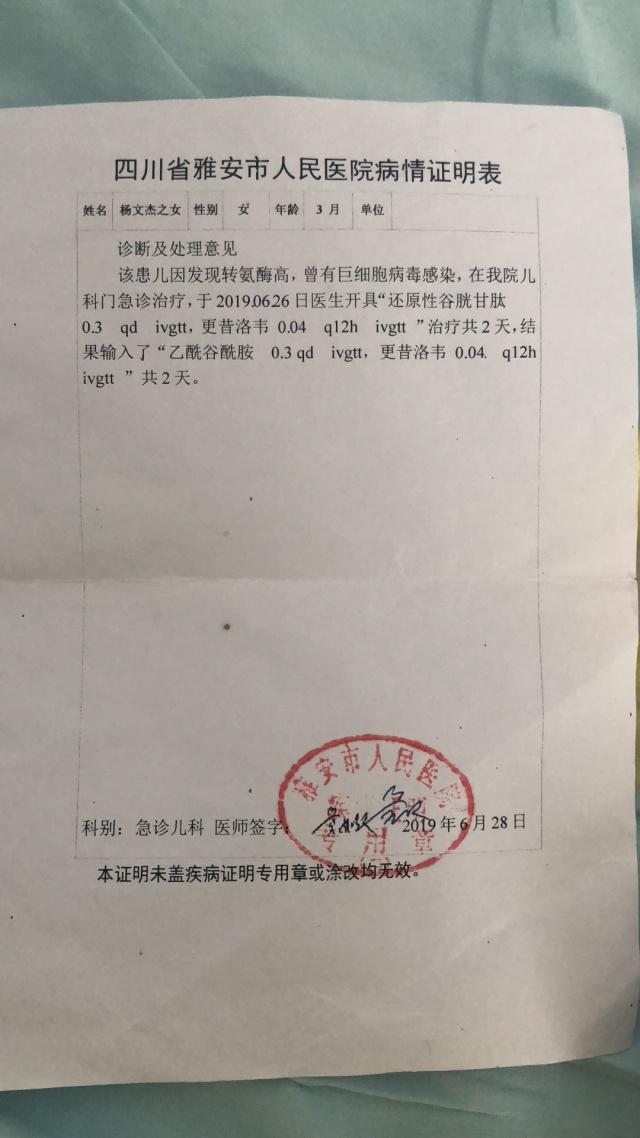 四川省雅安市人民医院病情证明表
姓名 杨文杰之女 性别 女 年龄 3月 单位
诊断及处理意见
该患儿因发现转氨酶高，曾有巨细胞病毒感染，在我院儿
科门急诊治疗，于2019.06.26日医生开具“还原性谷胱甘肽
0.3 qd ivgtt，更昔洛韦 0.04 q12h ivgtt ”治疗共2天，结
果输入了“乙酰谷酰胺 0.3 qd ivgtt，更昔洛韦 0.04. q12h
ivgtt ” 共2天。
雅安市人民医院
专用章
科别：急诊儿科 医师签字： 2019年6月28日
本证明未盖疾病证明专用章或涂改均无效。